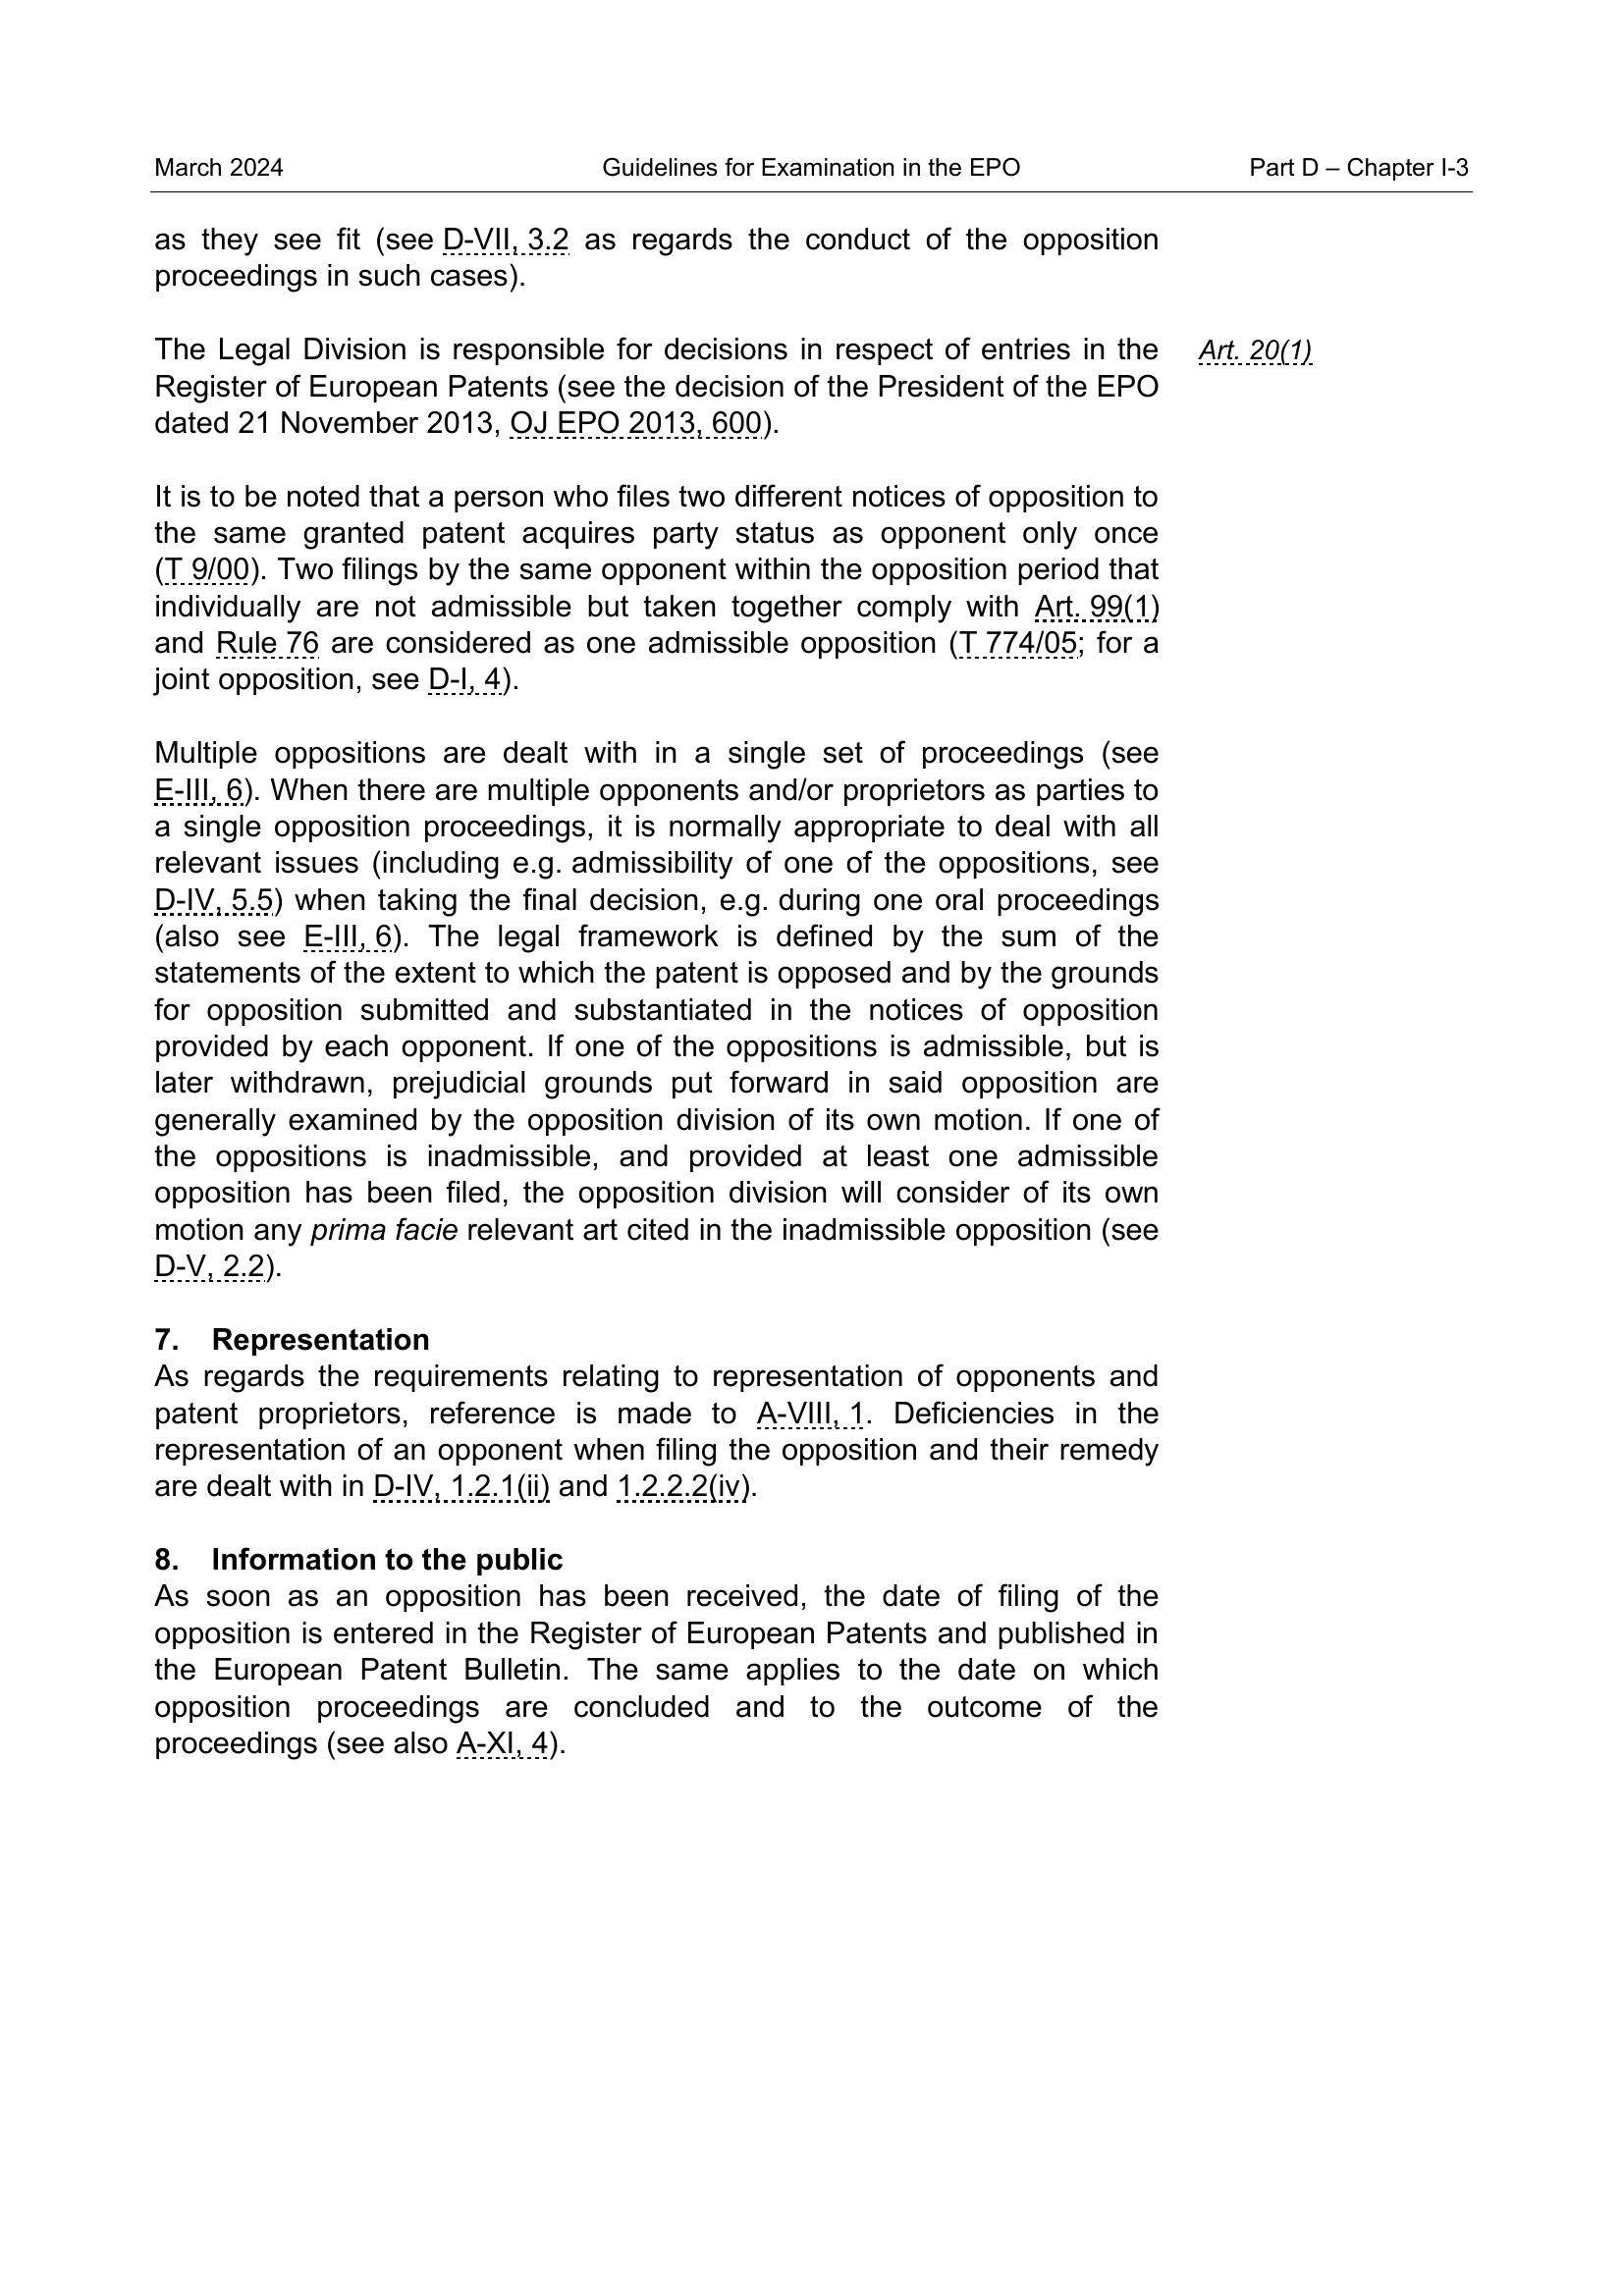 March 2024 Guidelines for Examination in the EPO Part D – Chapter I-3
as they see fit (see D-VII, 3.2 as regards the conduct of the opposition
proceedings in such cases).
The Legal Division is responsible for decisions in respect of entries in the Art. 20(1)
Register of European Patents (see the decision of the President of the EPO
dated 21 November 2013, OJ EPO 2013, 600).
It is to be noted that a person who files two different notices of opposition to
the same granted patent acquires party status as opponent only once
(T 9/00). Two filings by the same opponent within the opposition period that
individually are not admissible but taken together comply with Art. 99(1)
and Rule 76 are considered as one admissible opposition (T 774/05; for a
joint opposition, see D-I, 4).
Multiple oppositions are dealt with in a single set of proceedings (see
E-III, 6). When there are multiple opponents and/or proprietors as parties to
a single opposition proceedings, it is normally appropriate to deal with all
relevant issues (including e.g. admissibility of one of the oppositions, see
D-IV, 5.5) when taking the final decision, e.g. during one oral proceedings
(also see E-III, 6). The legal framework is defined by the sum of the
statements of the extent to which the patent is opposed and by the grounds
for opposition submitted and substantiated in the notices of opposition
provided by each opponent. If one of the oppositions is admissible, but is
later withdrawn, prejudicial grounds put forward in said opposition are
generally examined by the opposition division of its own motion. If one of
the oppositions is inadmissible, and provided at least one admissible
opposition has been filed, the opposition division will consider of its own
motion any prima facie relevant art cited in the inadmissible opposition (see
D-V, 2.2).
7. Representation
As regards the requirements relating to representation of opponents and
patent proprietors, reference is made to A-VIII, 1. Deficiencies in the
representation of an opponent when filing the opposition and their remedy
are dealt with in D-IV, 1.2.1(ii) and 1.2.2.2(iv).
8. Information to the public
As soon as an opposition has been received, the date of filing of the
opposition is entered in the Register of European Patents and published in
the European Patent Bulletin. The same applies to the date on which
opposition proceedings are concluded and to the outcome of the
proceedings (see also A-XI, 4).